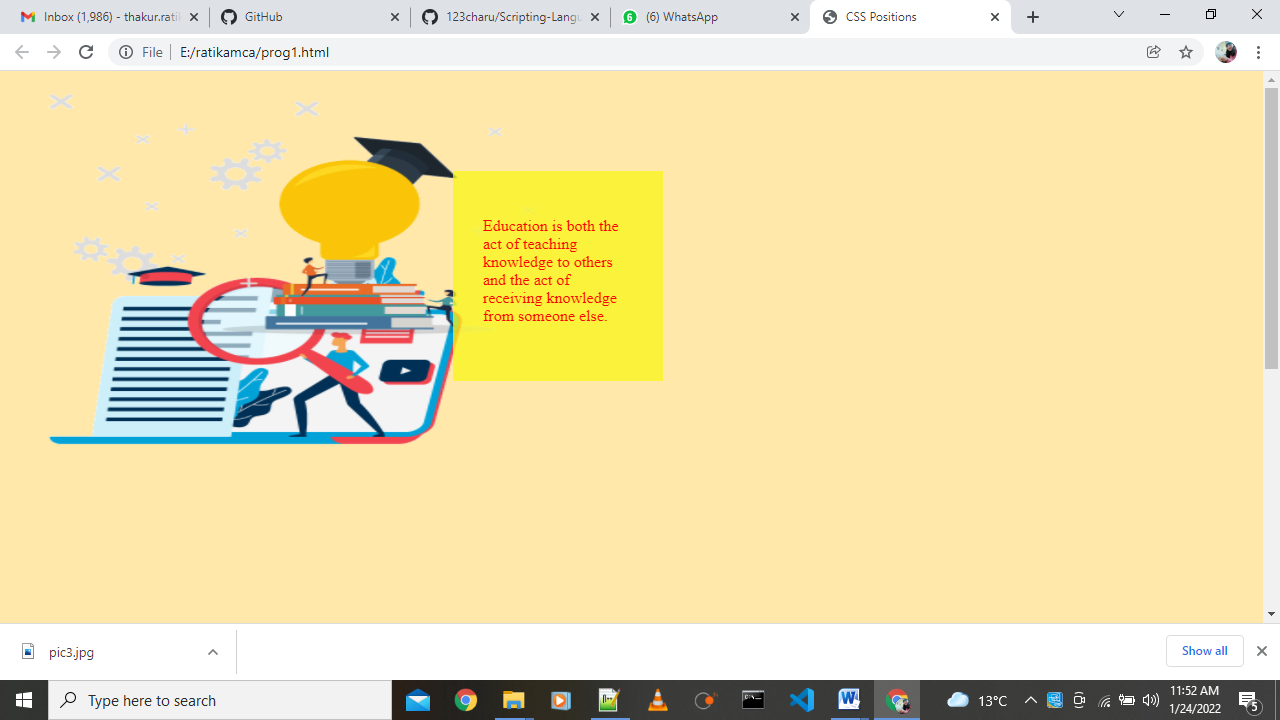 Inbox (1,986) - thakur.rati
GitHub
123charu/Scripting-Langu
(6) WhatsApp
CSS Positions
File
E:/ratikamca/prog1.html
Education is both the
act of teaching
knowledge to others
and the act of
receiving knowledge
from someone else.
pic3.jpg
Show all
Type here to search
13°C
11:52 AM
1/24/2022
5